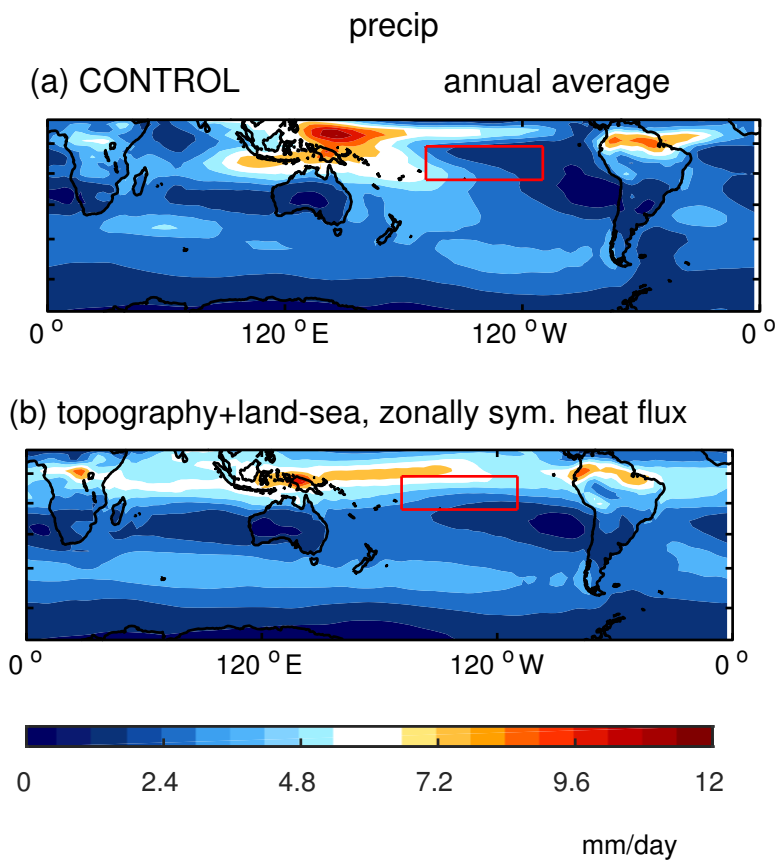 precip
(a) CONTROL annual average
0 o 120 o E 120 o W 0 o
(b) topography+land-sea, zonally sym. heat flux
0 o 120 o E 120 o W 0 o
0 2.4 4.8 7.2 9.6 12
mm/day